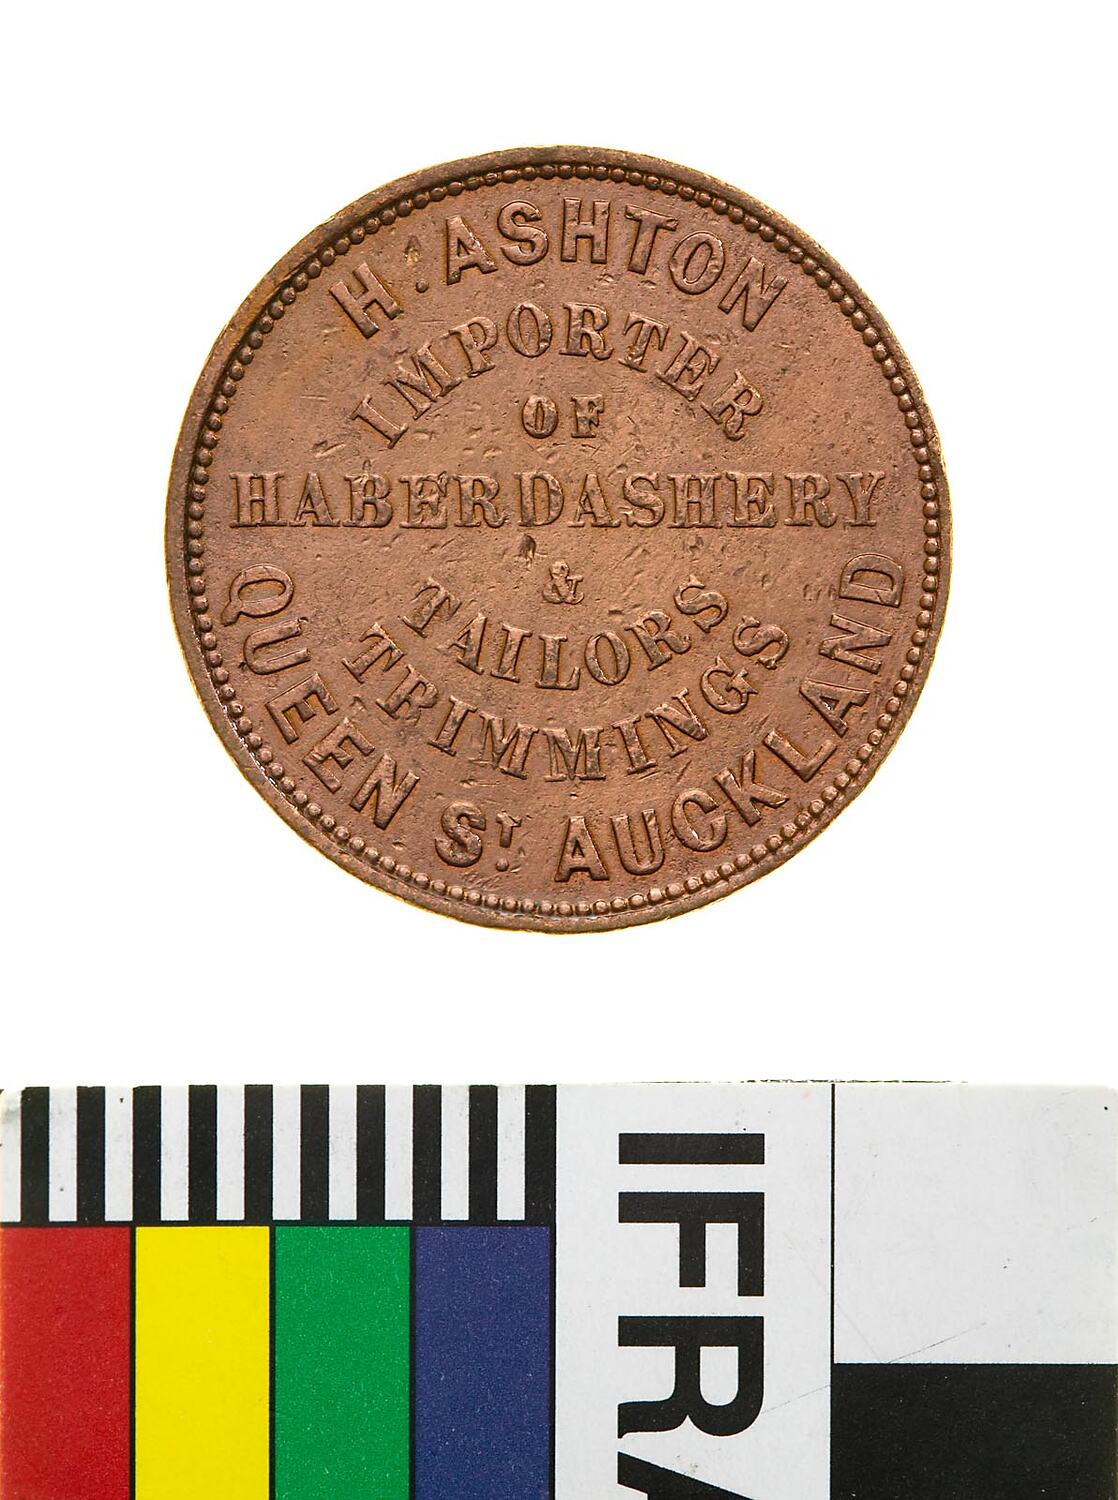 H. ASHTON
IMPORTER
OF
HABERDASHERY
&
TAILORS
TRIMMINGS
QUEEN ST AUCKLAND
IFRA